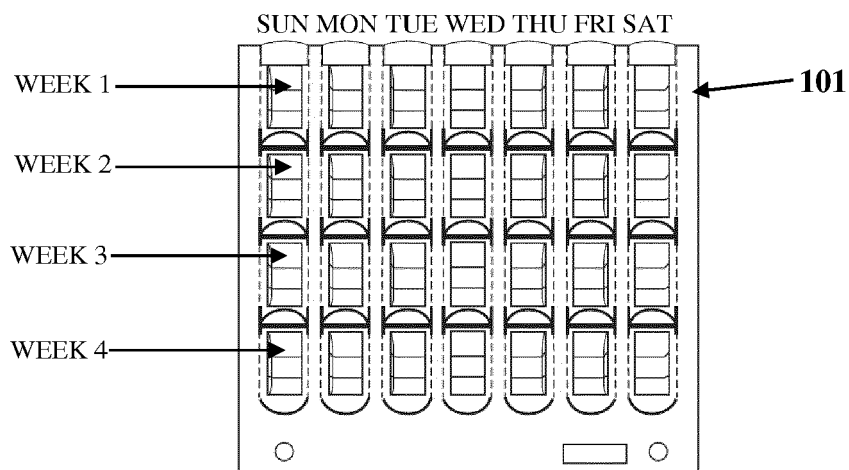 SUN MON TUE WED THU FRI SAT
WEEK 1
101
WEEK 2
WEEK 3
WEEK 4